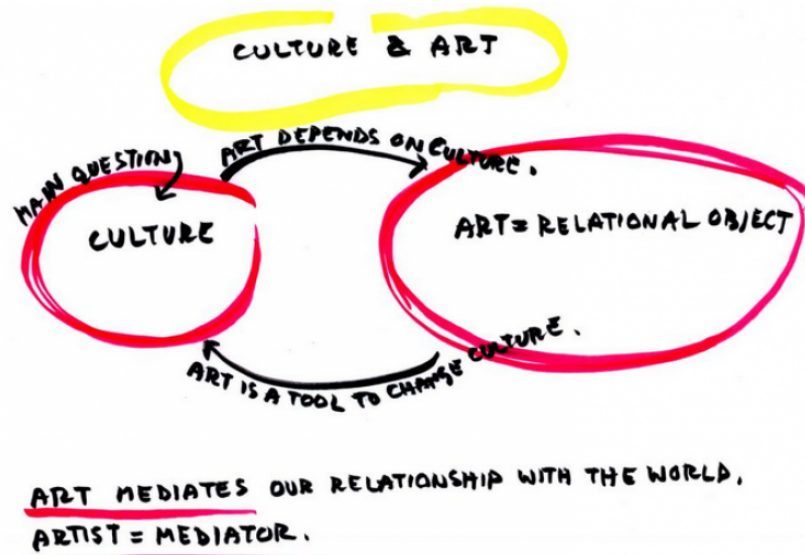 CULTURE & ART
ART DEPENDS ON CULTURE.
MAIN QUESTION
CULTURE
ART = RELATIONAL OBJECT
ART IS A TOOL TO CHANGE CULTURE.
ART MEDIATES OUR RELATIONSHIP WITH THE WORLD.
ARTIST = MEDIATOR.